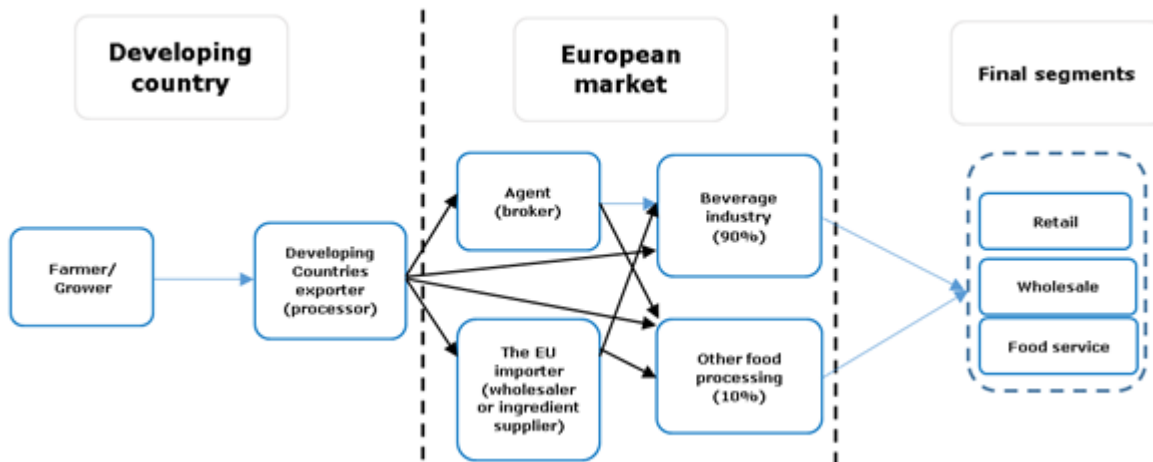 Developing
country
European
market
Final segments
Farmer/
Grower
Developing
Countries
exporter
(processor)
Agent
(broker)
The EU
importer
(wholesaler
or ingredient
supplier)
Beverage
industry
(90%)
Other food
processing
(10%)
Retail
Wholesale
Food service